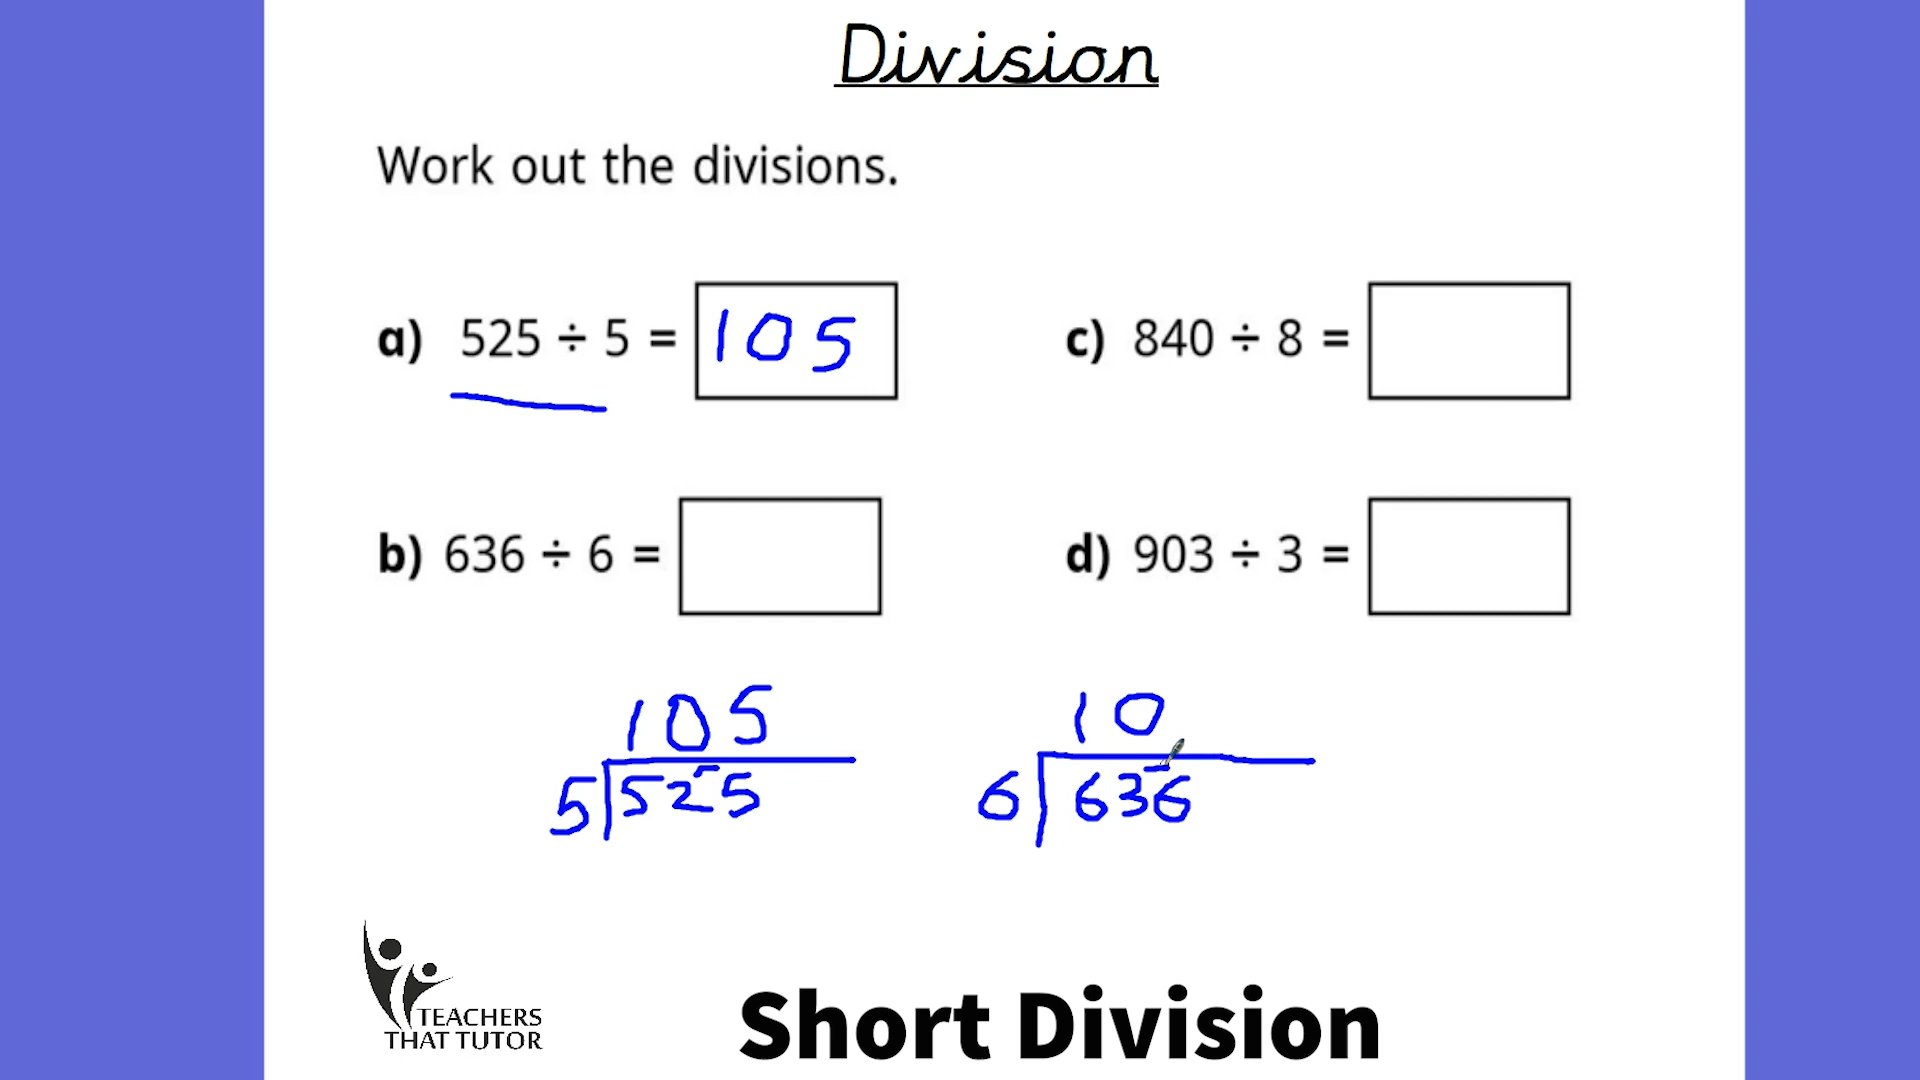 Division
Work out the divisions.
a) 525 ÷ 5 = 105
c) 840 ÷ 8 =
b) 636 ÷ 6 =
d) 903 ÷ 3 =
105
5 525
10
6 636
TEACHERS
THAT TUTOR
Short Division